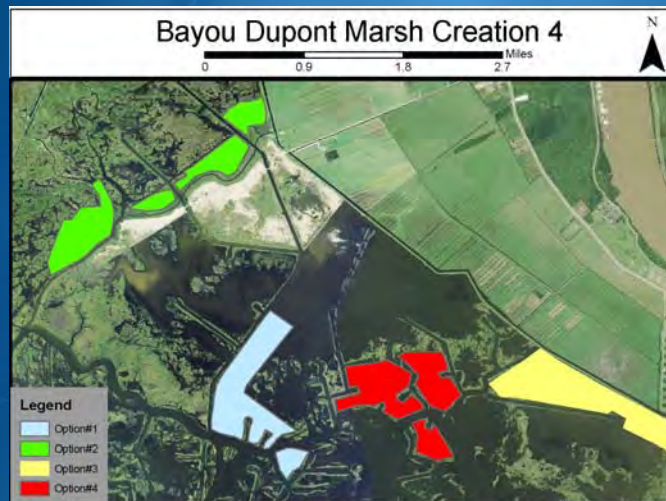 Bayou Dupont Marsh Creation 4
N
Miles
0 0.9 1.8 2.7
Legend
Option#1
Option#2
Option#3
Option#4